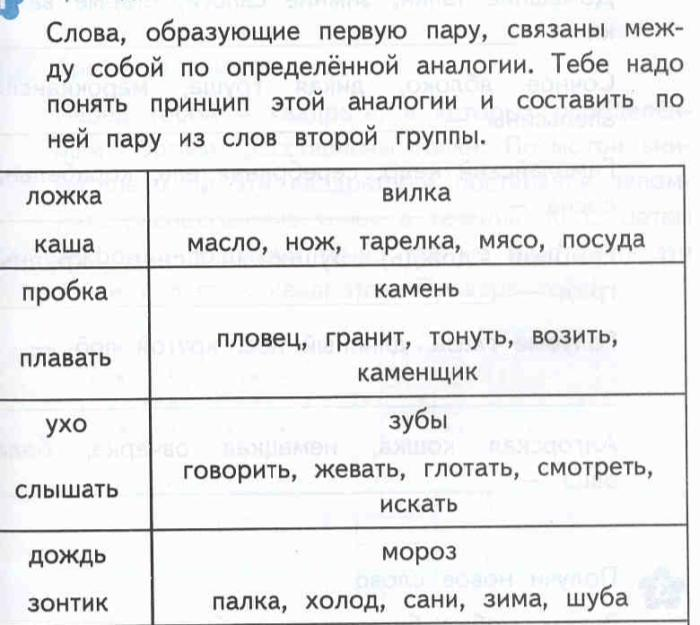 Слова, образующие первую пару, связаны меж-
ду собой по определённой аналогии. Тебе надо
понять принцип этой аналогии и составить по
ней пару из слов второй группы.
ложка
вилка
каша
масло, нож, тарелка, мясо, посуда
пробка
камень
плавать
пловец, гранит, тонуть, возить,
каменщик
ухо
зубы
слышать
говорить, жевать, глотать, смотреть,
искать
дождь
мороз
зонтик
палка, холод, сани, зима, шуба